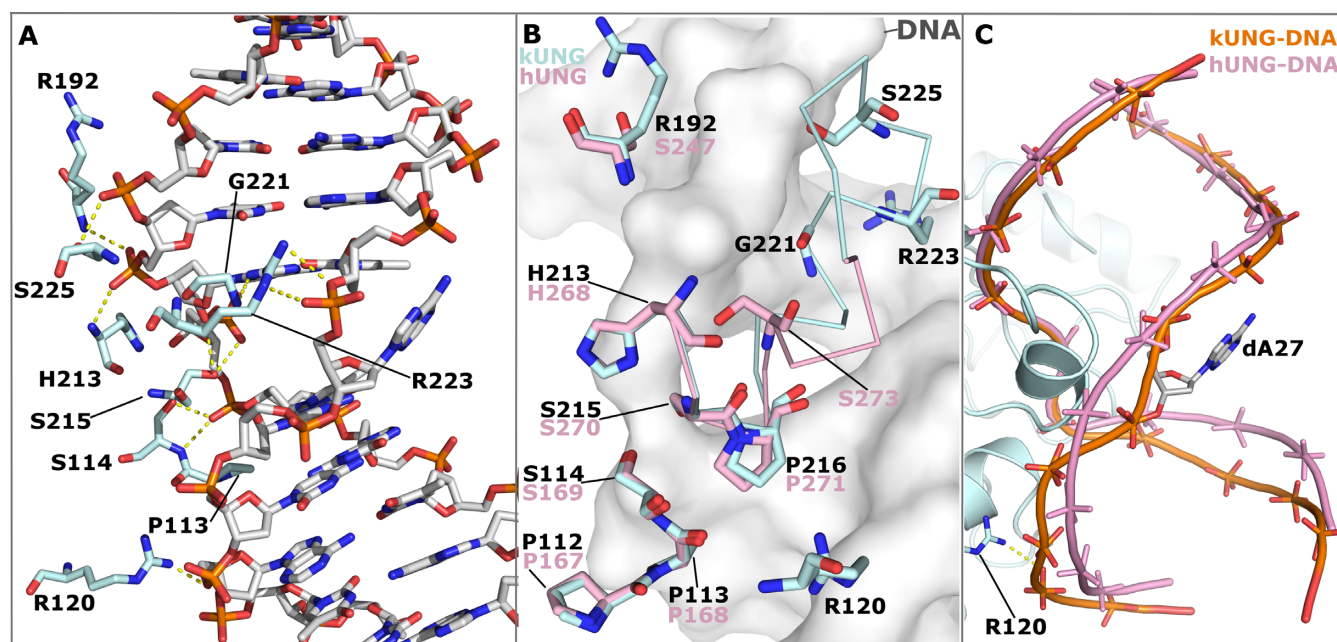 A
R192
G221
S225
H213
R223
S215
S114
P113
R120
B
kUNG
hUNG
DNA
S225
R192
S247
G221
R223
H213
H268
S215
S270
S273
P216
P271
S114
S169
P112
P167
P113
P168
R120
C
kUNG-DNA
hUNG-DNA
dA27
R120